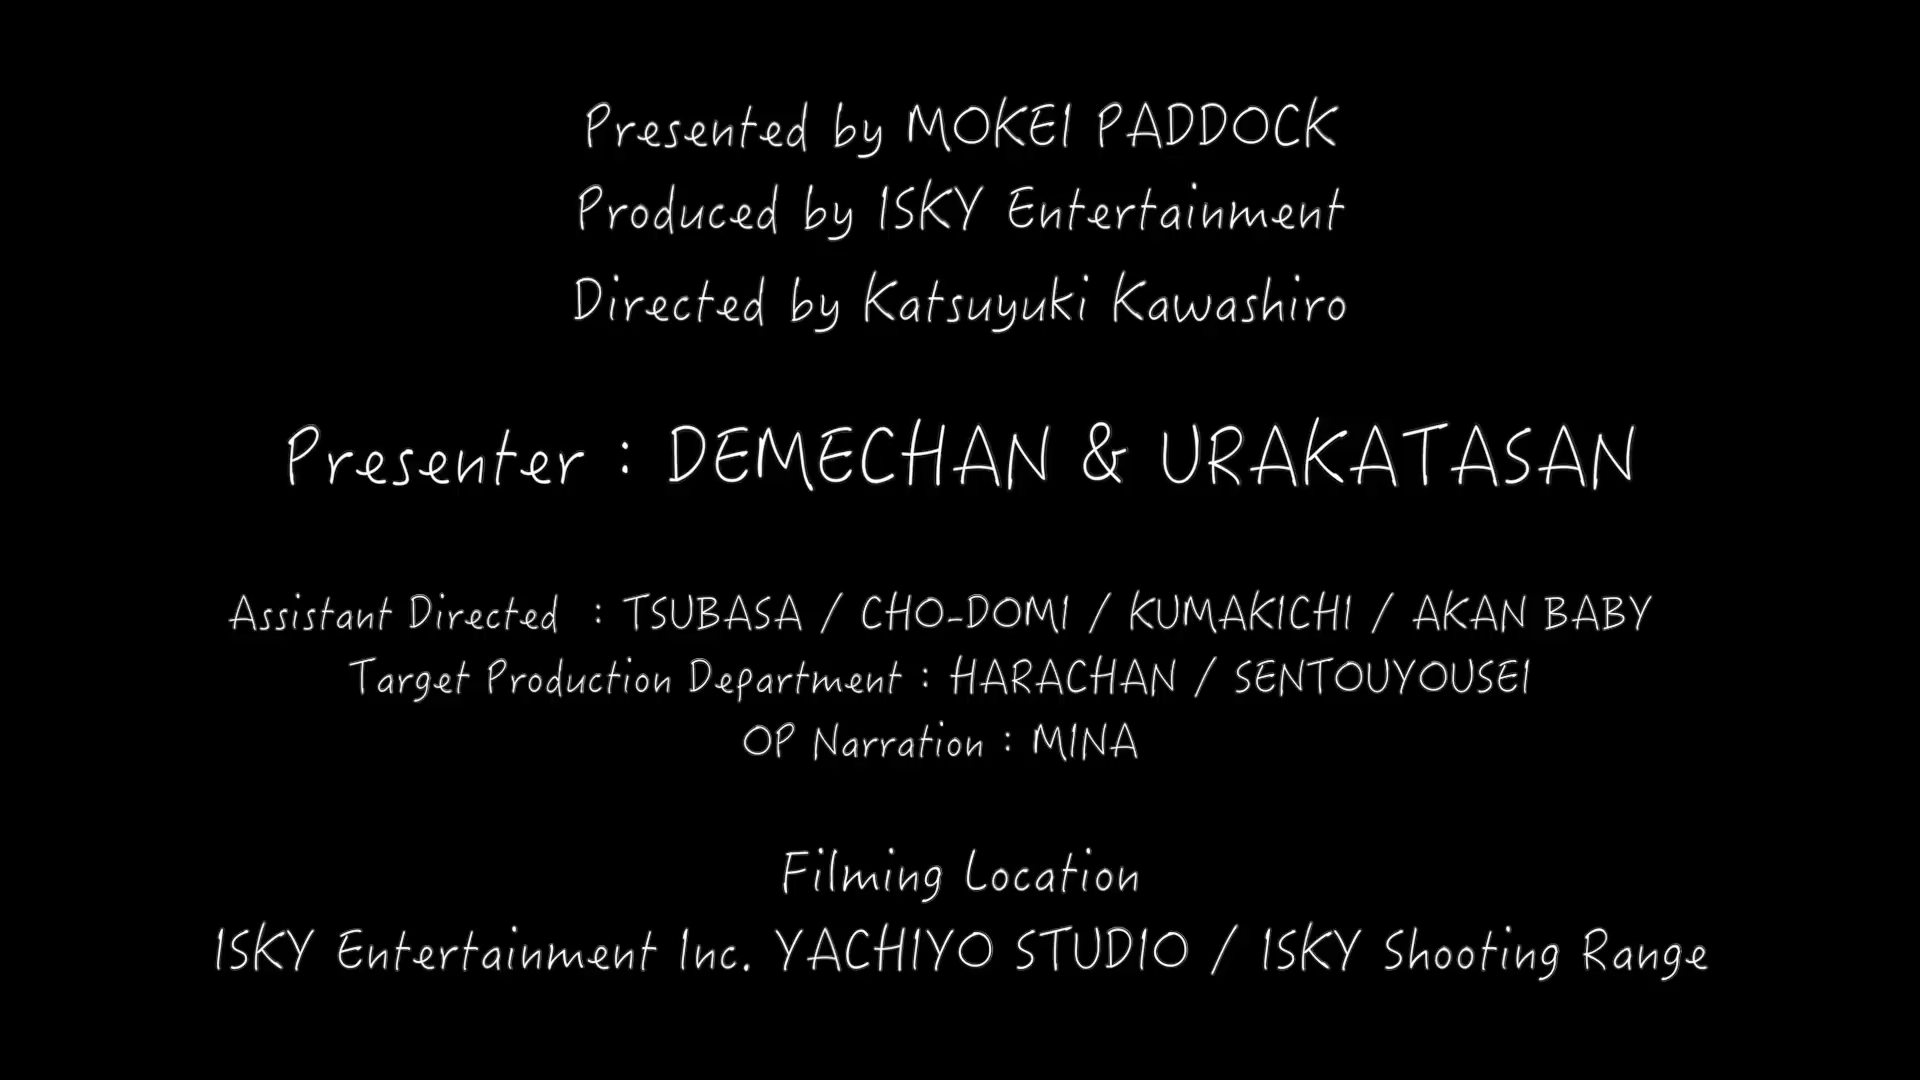 Presented by MOKEI PADDOCK
Produced by ISKY Entertainment
Directed by Katsuyuki Kawashiro
Presenter : DEMECHAN & URAKATASAN
Assistant Directed : TSUBASA / CHO-DOMI / KUMAKICHI / AKAN BABY
Target Production Department : HARACHAN / SENTOUYOUSEI
OP Narration : MINA
Filming Location
ISKY Entertainment Inc. YACHIYO STUDIO / ISKY Shooting Range